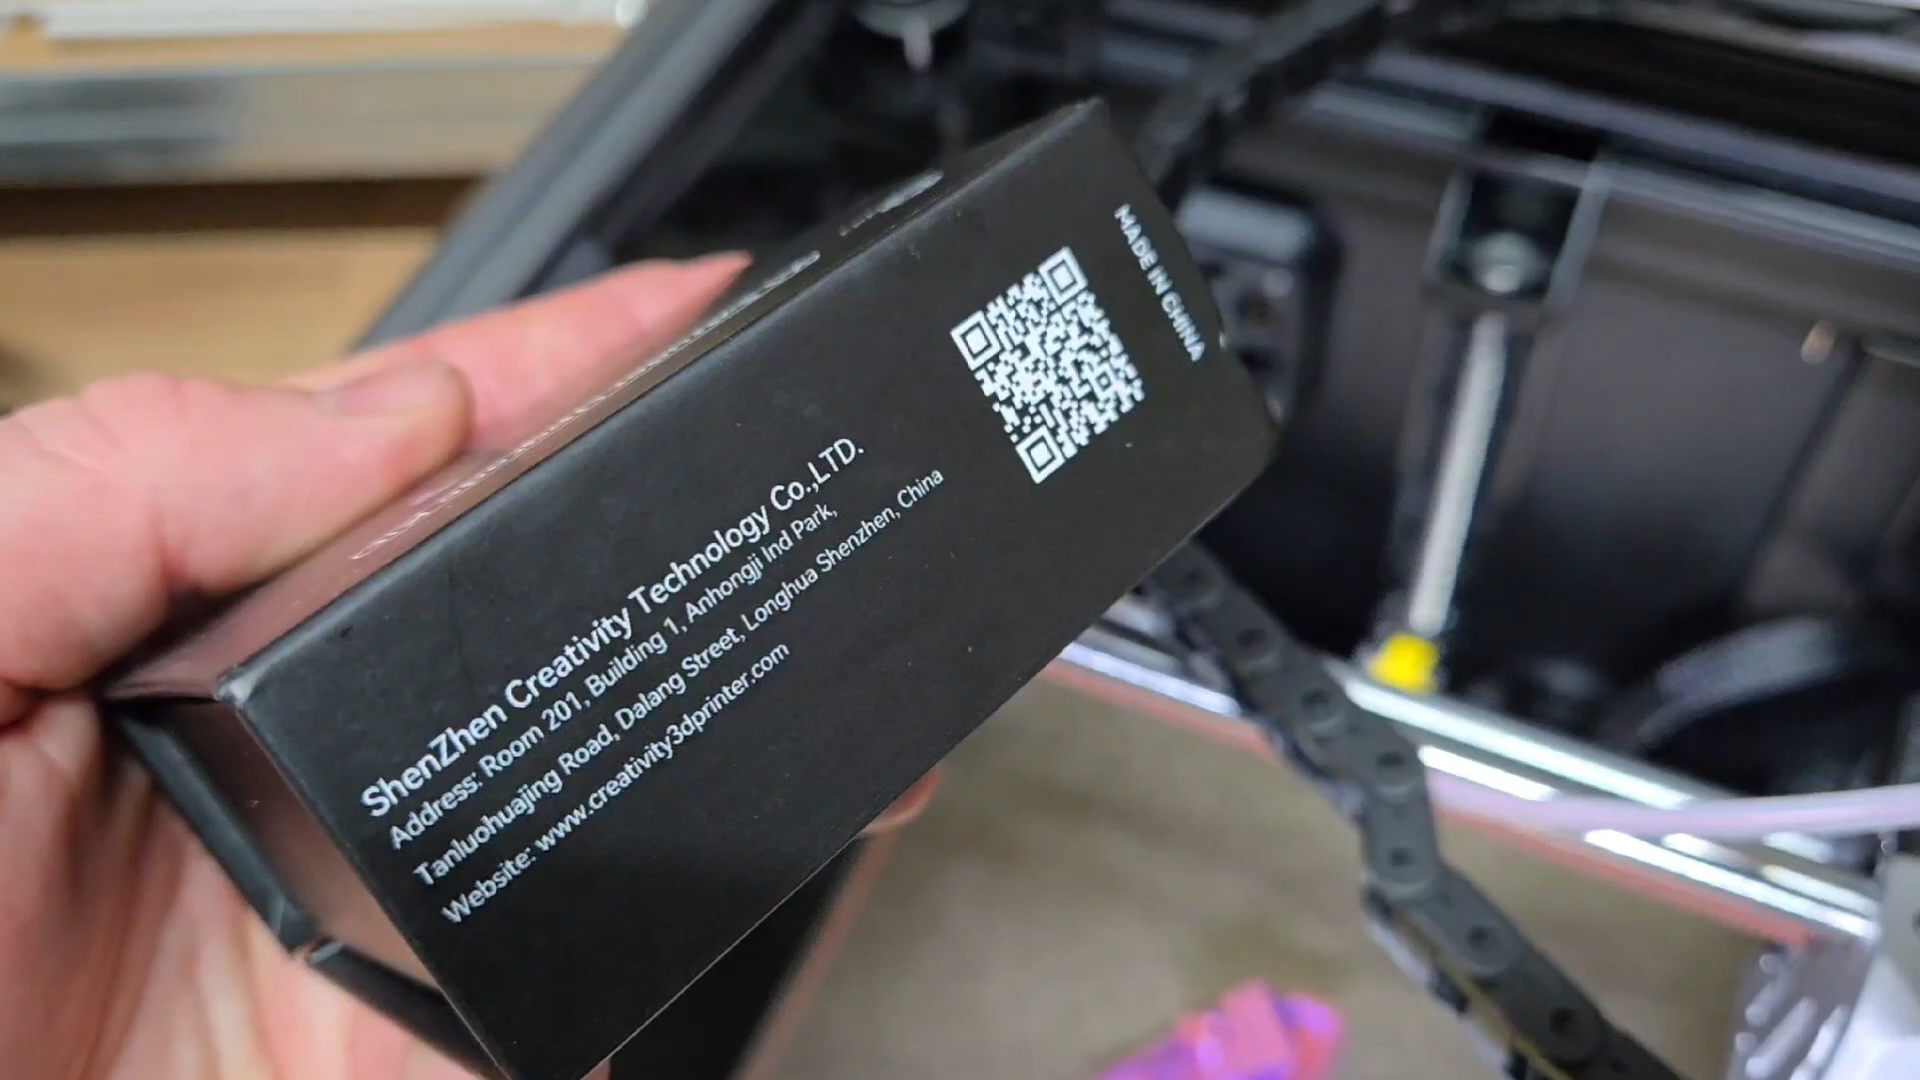 ShenZhen Creativity Technology Co.,LTD.
Address: Room 201, Building 1, Anhongji Ind Park,
Tanluohuajing Road, Dalang Street, Longhua Shenzhen, China
Website: www.creativity3dprinter.com
MADE IN CHINA